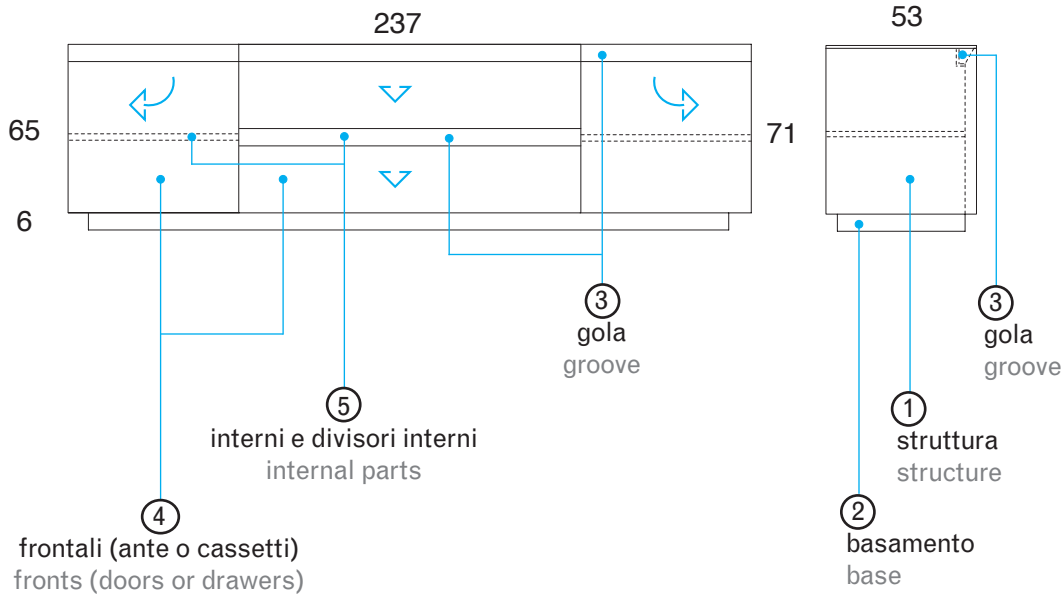 237
53
65
71
6
3
gola
groove
3
gola
groove
5
interni e divisori interni
internal parts
1
struttura
structure
4
frontali (ante o cassetti)
fronts (doors or drawers)
2
basamento
base